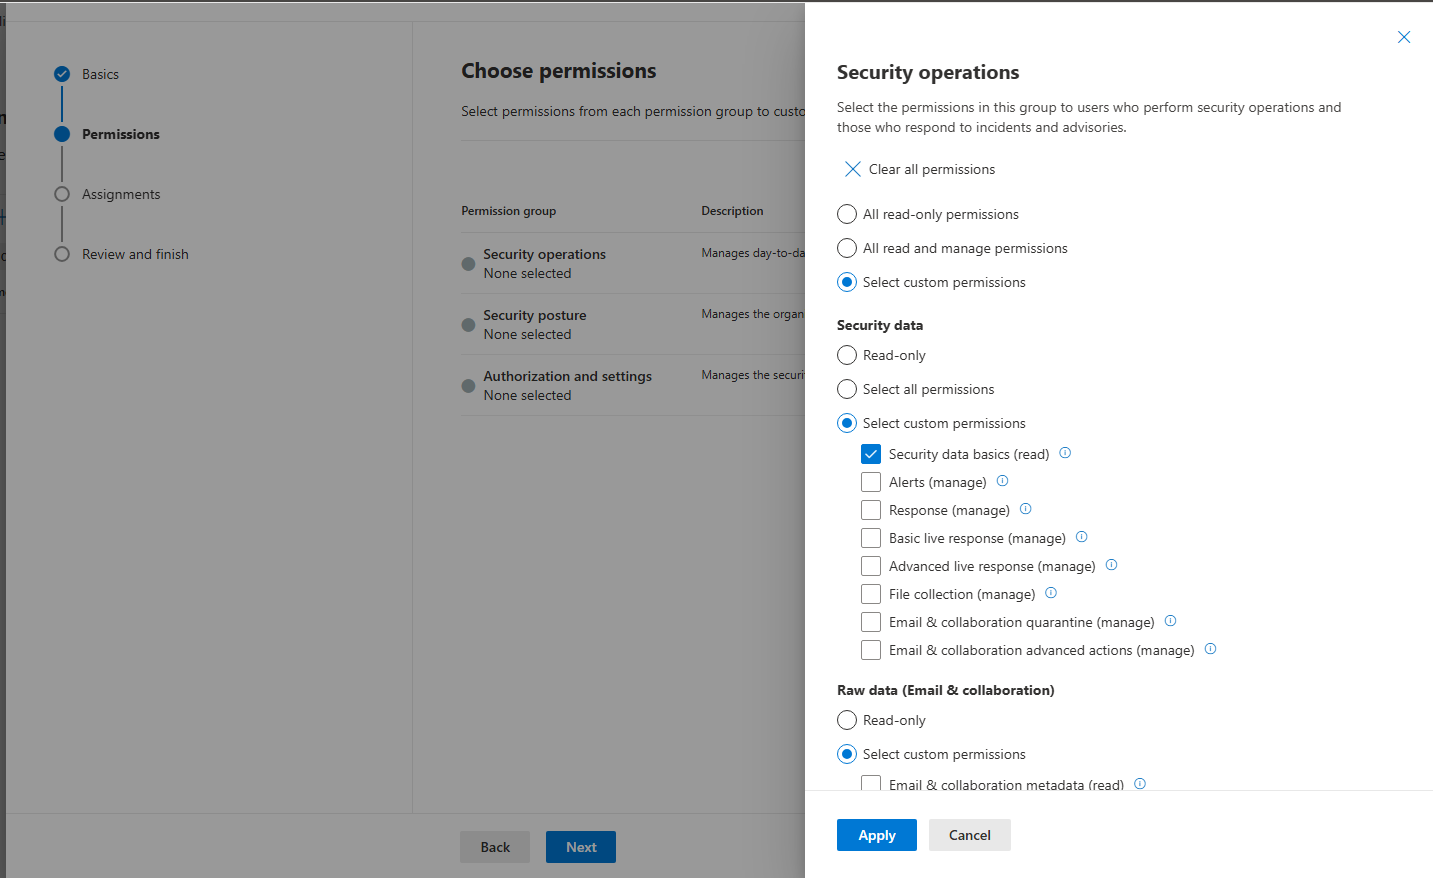 Basics
Permissions
Assignments
Review and finish
Choose permissions
Select permissions from each permission group to custo
Permission group
Description
Security operations
None selected
Manages day-to-da
Security posture
None selected
Manages the organ
Authorization and settings
None selected
Manages the securi
Back
Next
Security operations
Select the permissions in this group to users who perform security operations and
those who respond to incidents and advisories.
Clear all permissions
All read-only permissions
All read and manage permissions
Select custom permissions
Security data
Read-only
Select all permissions
Select custom permissions
Security data basics (read)
Alerts (manage)
Response (manage)
Basic live response (manage)
Advanced live response (manage)
File collection (manage)
Email & collaboration quarantine (manage)
Email & collaboration advanced actions (manage)
Raw data (Email & collaboration)
Read-only
Select custom permissions
Email & collaboration metadata (read)
Apply
Cancel